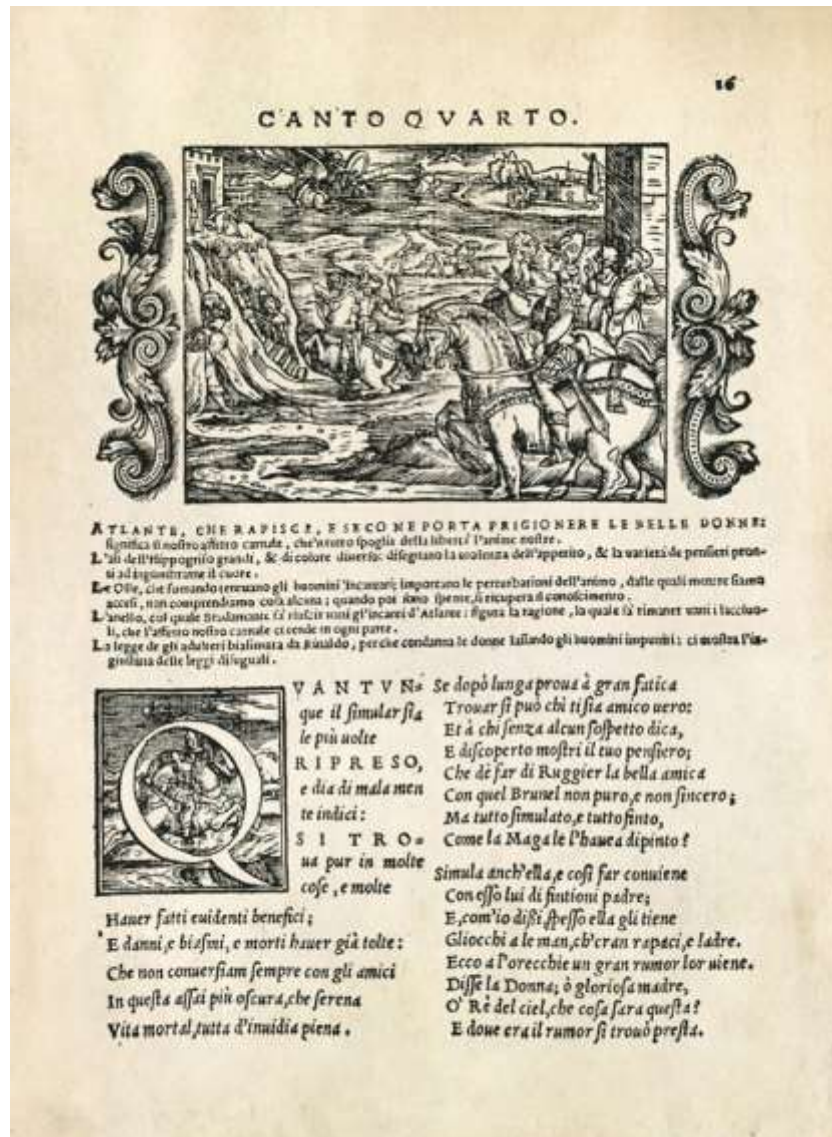 16
CANTO QVARTO.
ATLANTE, CHE RAPISCE, E SECO NE PORTA PRIGIONERE LE BELLE DONNE:
significa il nostro affetto carnale, che'n tutto spoglia della libertà l'anime nostre.
L'ali dell'Hippogrifo grandi, & di colore diverso: disegnano la uiolenza dell'appetito, & la varietà de pensieri pron-
ti ad ingombrarne il cuore.
Le Olle, che fumando teneuano gli huomini incantati; importano le perturbationi dell'animo, dalle quali mentre siamo
accesi, non comprendiamo cosa alcuna; quando poi sono spente, si ricupera il conoscimento.
L'anello, col quale Bradamante fà riuscir uani gl'incanti d'Atlante: figura la ragione, la quale fà rimaner uani i lacciuo-
li, che l'affetto nostro carnale ci tende in ogni parte.
La legge de gli adulteri biasimata da Rinaldo, perche condanna le donne lassando gli huomini impuniti: ci mostra l'in-
giustitia delle leggi disuguali.
QVANTVN-
que il simular sia
le più uolte
RIPRESO,
e dia di mala men
te indici:
SI TRO-
ua pur in molte
cose, e molte
Hauer fatti euidenti benefici;
E danni, e biasmi, e morti hauer già tolte:
Che non conuersiam sempre con gli amici
In questa assai più oscura, che serena
Vita mortal, tutta d'inuidia piena.
Se dopò lunga proua à gran fatica
Trouar si può chi ti sia amico uero:
Et à chi senza alcun sospetto dica,
E discoperto mostri il tuo pensiero;
Che dè far di Ruggier la bella amica
Con quel Brunel non puro, e non sincero;
Ma tutto simulato, e tutto finto,
Come la Maga le l'hauea dipinto?
Simula anch'ella, e così far conuiene
Con esso lui di fintioni padre;
E, com'io dißi, spesso ella gli tiene
Gliocchi a le man, ch'eran rapaci, e ladre.
Ecco a l'orecchie un gran rumor lor uiene.
Disse la Donna; ò gloriosa madre,
O' Rè del ciel, che cosa sara questa?
E doue era il rumor si trouò presta.